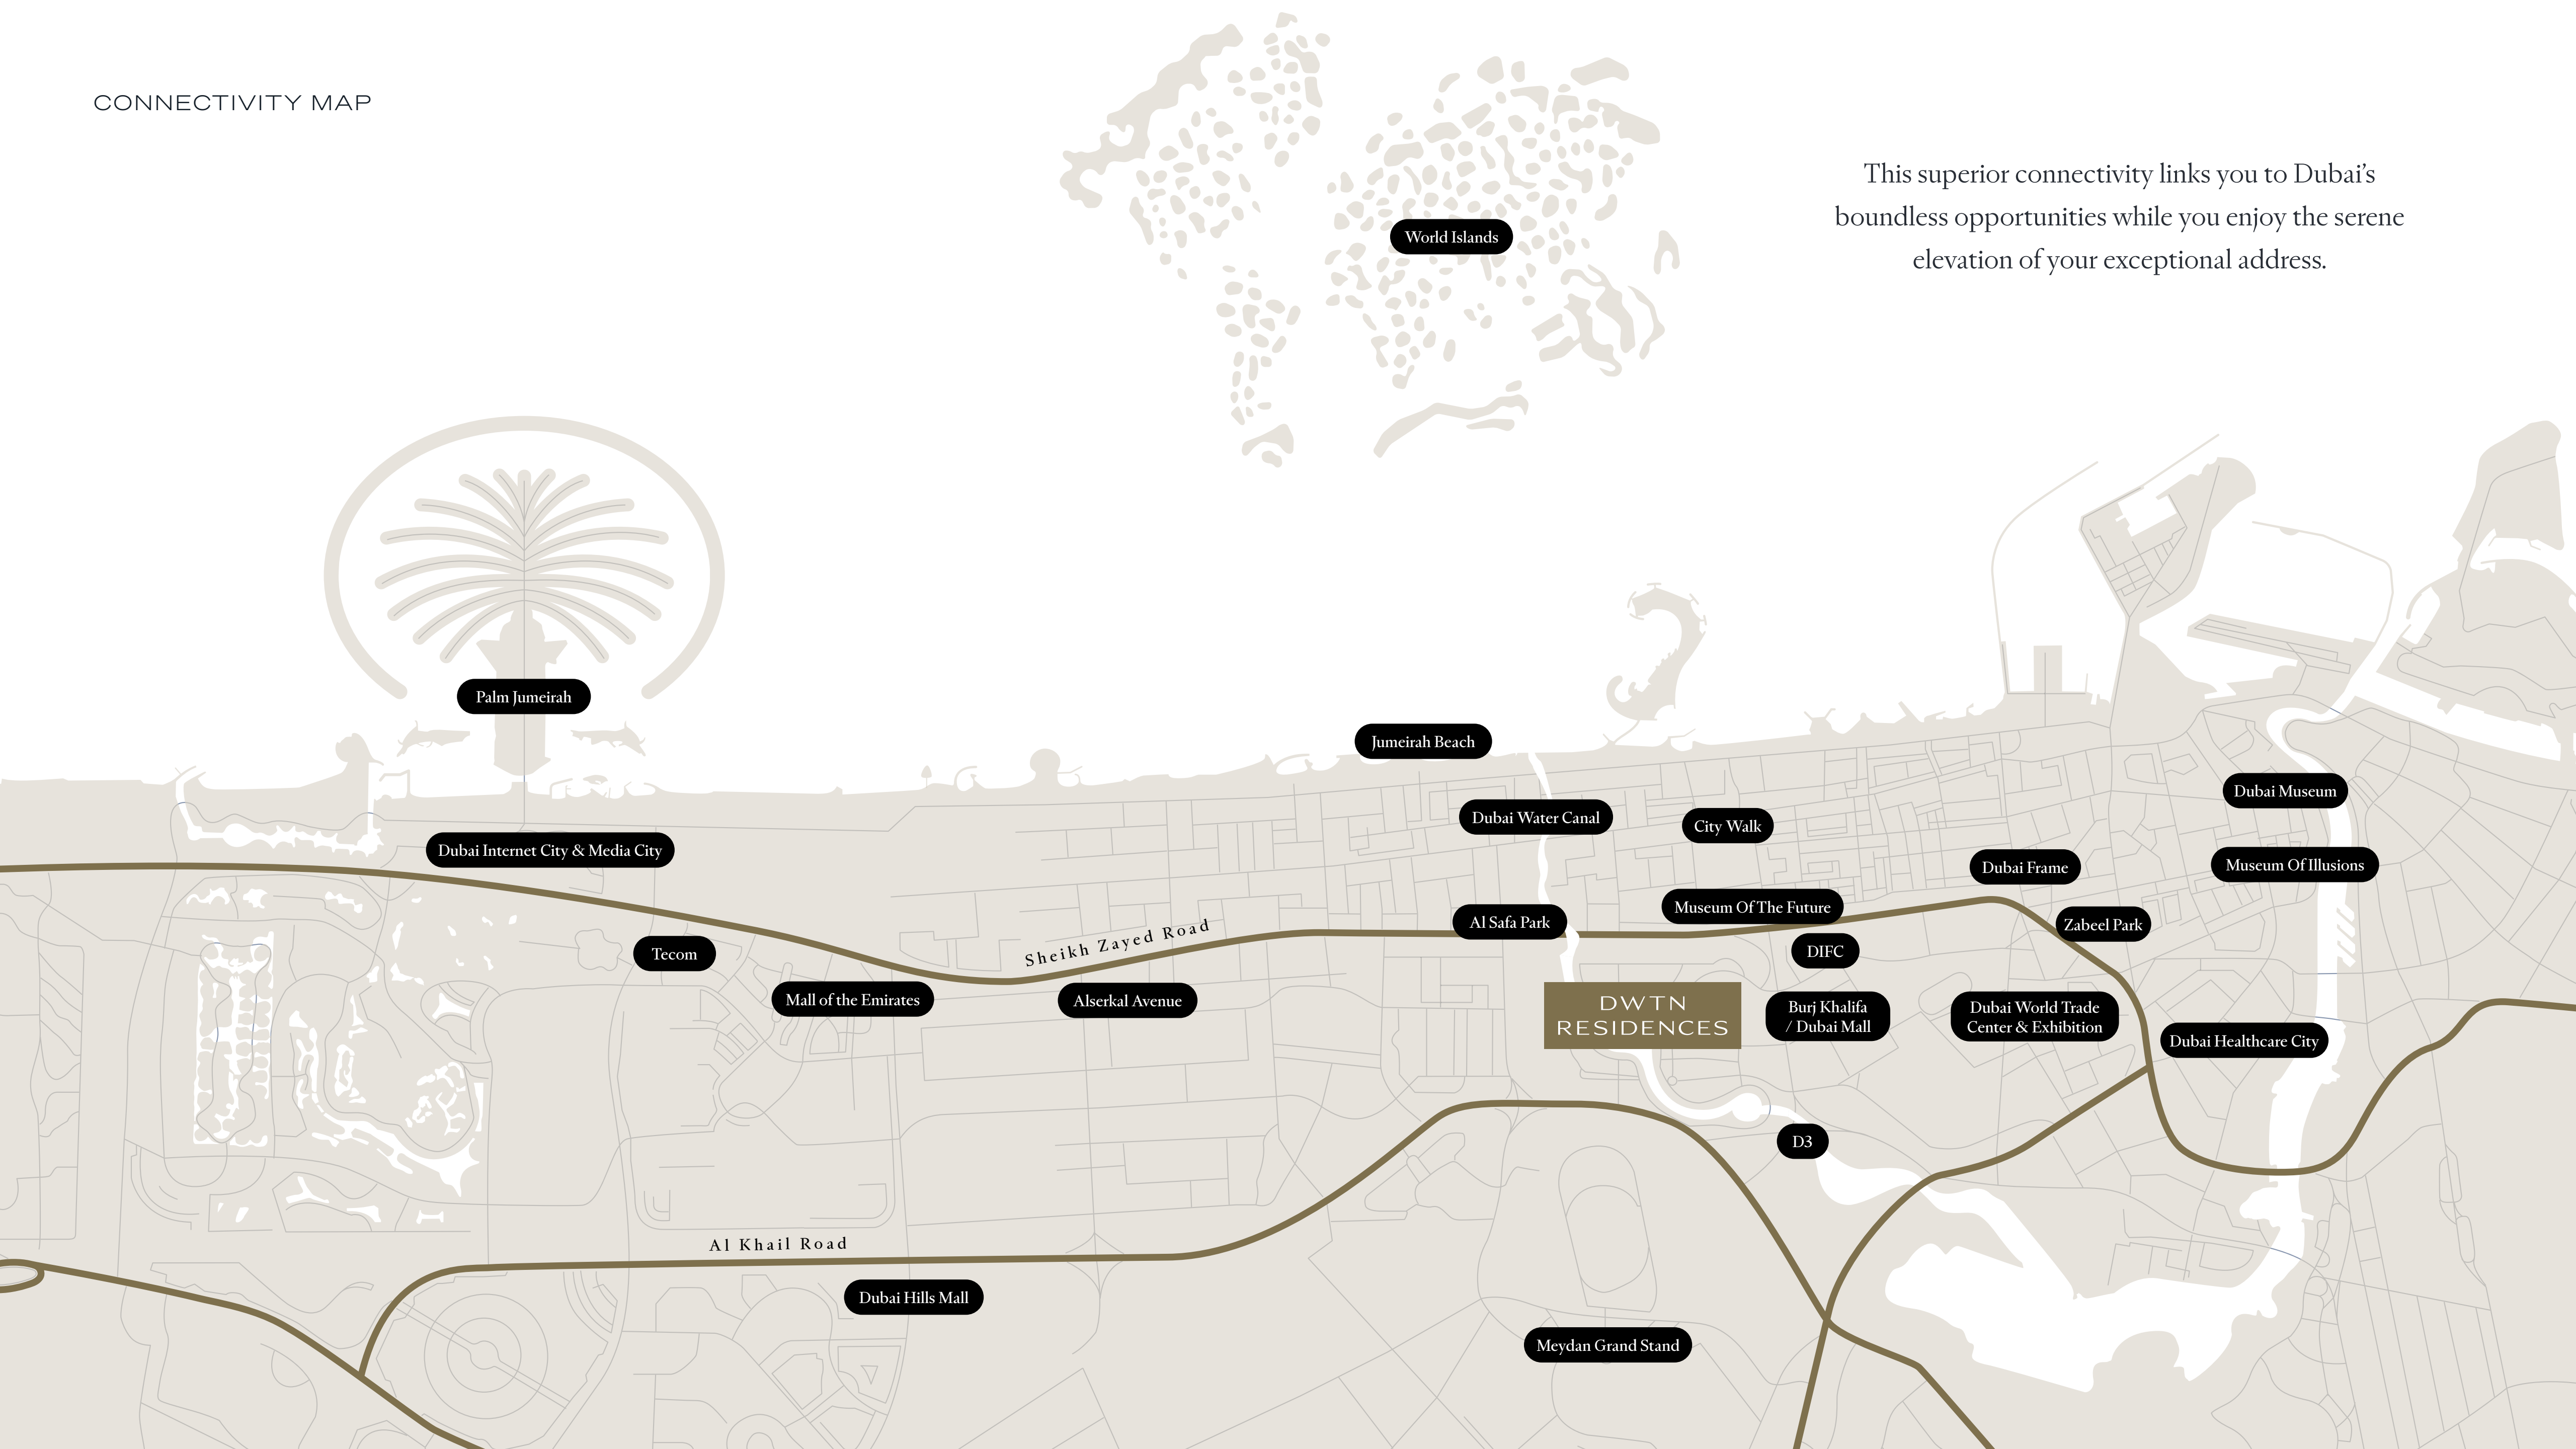 CONNECTIVITY MAP
This superior connectivity links you to Dubai’s
boundless opportunities while you enjoy the serene
elevation of your exceptional address.
World Islands
Palm Jumeirah
Jumeirah Beach
Dubai Museum
Dubai Water Canal
City Walk
Dubai Internet City & Media City
Museum Of Illusions
Dubai Frame
Museum Of The Future
Al Safa Park
Zabeel Park
Sheikh Zayed Road
Tecom
DIFC
Mall of the Emirates
Alserkal Avenue
DWTN
RESIDENCES
Burj Khalifa
/ Dubai Mall
Dubai World Trade
Center & Exhibition
Dubai Healthcare City
D3
Al Khail Road
Dubai Hills Mall
Meydan Grand Stand